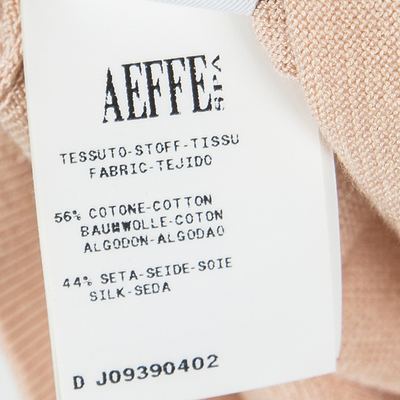 AEFFE SPA
TESSUTO-STOFF-TISSU
FABRIC-TEJIDO
56% COTONE-COTTON
BAUMWOLLE-COTON
ALGODON-ALGODAO
44% SETA-SEIDE-SOIE
SILK-SEDA
D J09390402